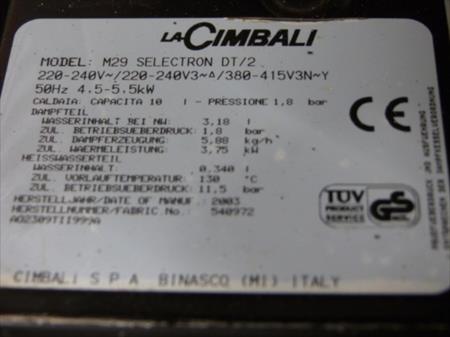 LACIMBALI
MODEL: M29 SELECTRON DT/2
220-240V~/220-240V3~Δ/380-415V3N~Y
50Hz 4.5-5.5kW
CALDAIA: CAPACITA 10 l - PRESSIONE 1,8 bar
DAMPFTEIL
WASSERINHALT BEI NW: 3,18 l
ZUL. BETRIEBSUEBERDRUCK: 1,8 bar
ZUL. DAMPFERZEUGUNG: 5,88 kg/h
ZUL. WAERMELEISTUNG: 3,75 kW
HEISSWASSERTEIL
WASSERINHALT: 0,340 l
ZUL. VORLAUFTEMPERATUR: 130 °C
ZUL. BETRIEBSUEBERDRUCK: 11,5 bar
HERSTELLJAHR/DATE OF MANUF.: 2003
HERSTELLNUMMER/FABRIC No.: 540972
CIMBALI S P A BINASCO (MI) ITALY
CE
TÜV
PRODUCT
SERVICE
GS